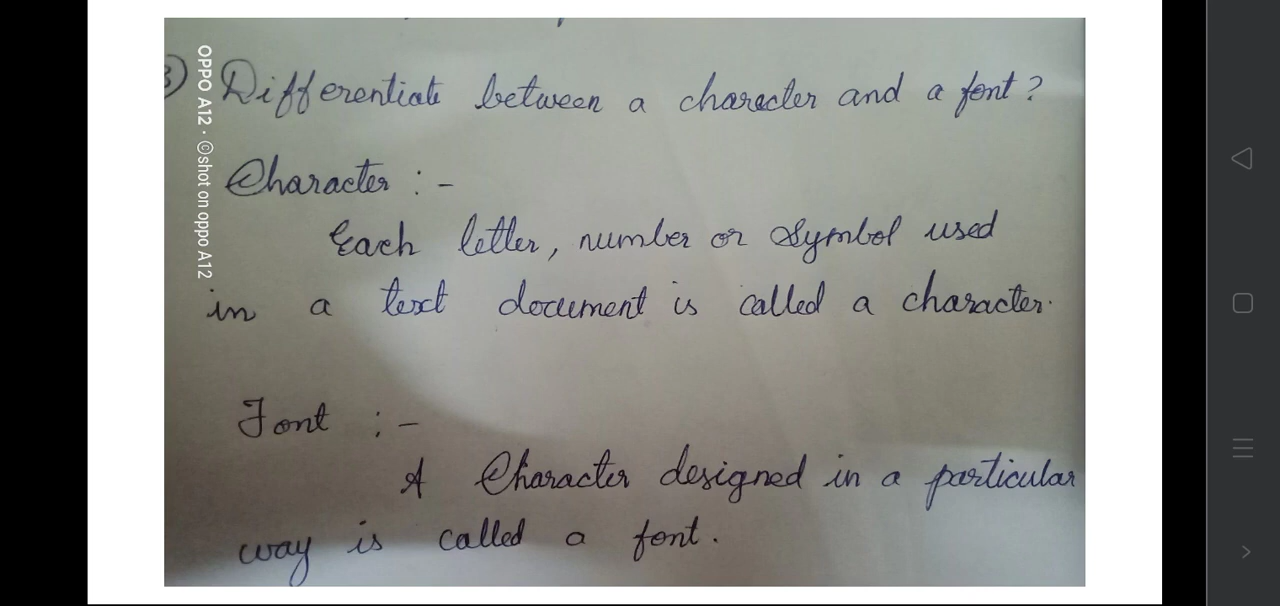 3) Differentiate between a character and a font?
Character :-
Each letter, number or Symbol used
in a text document is called a character.
Font :-
A Character designed in a particular
way is called a font.
OPPO A12 · ©shot on oppo A12